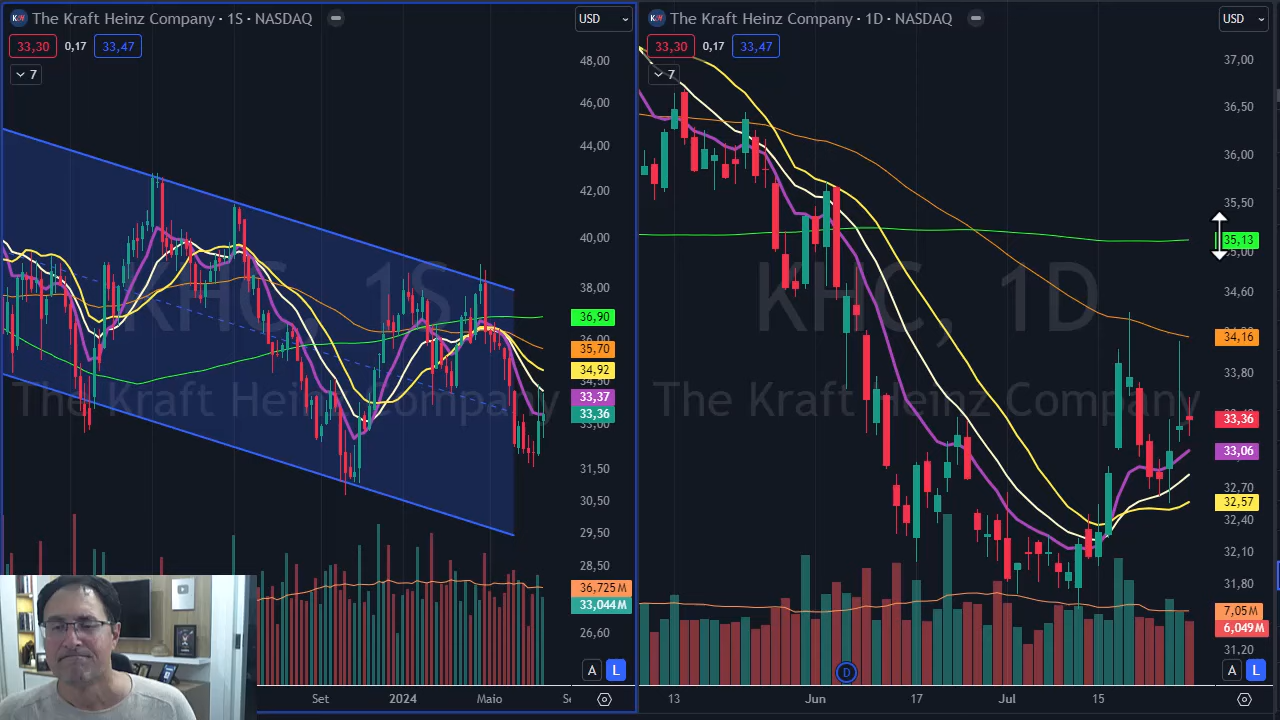 The Kraft Heinz Company · 1S · NASDAQ
USD
33,30 0,17 33,47
7
48,00
46,00
44,00
42,00
40,00
38,00
36,90
35,70
34,92
33,37
33,36
31,50
30,50
29,50
28,50
36,725M
33,044M
26,60
KHC, 1S
The Kraft Heinz Company
A L
Set 2024 Maio
The Kraft Heinz Company · 1D · NASDAQ
USD
33,30 0,17 33,47
7
37,00
36,50
36,00
35,50
35,13
35,00
34,60
34,16
33,80
33,36
33,06
32,70
32,57
32,40
32,10
31,80
7,05M
6,049M
31,20
KHC, 1D
The Kraft Heinz Company
D
A L
13 Jun 17 Jul 15